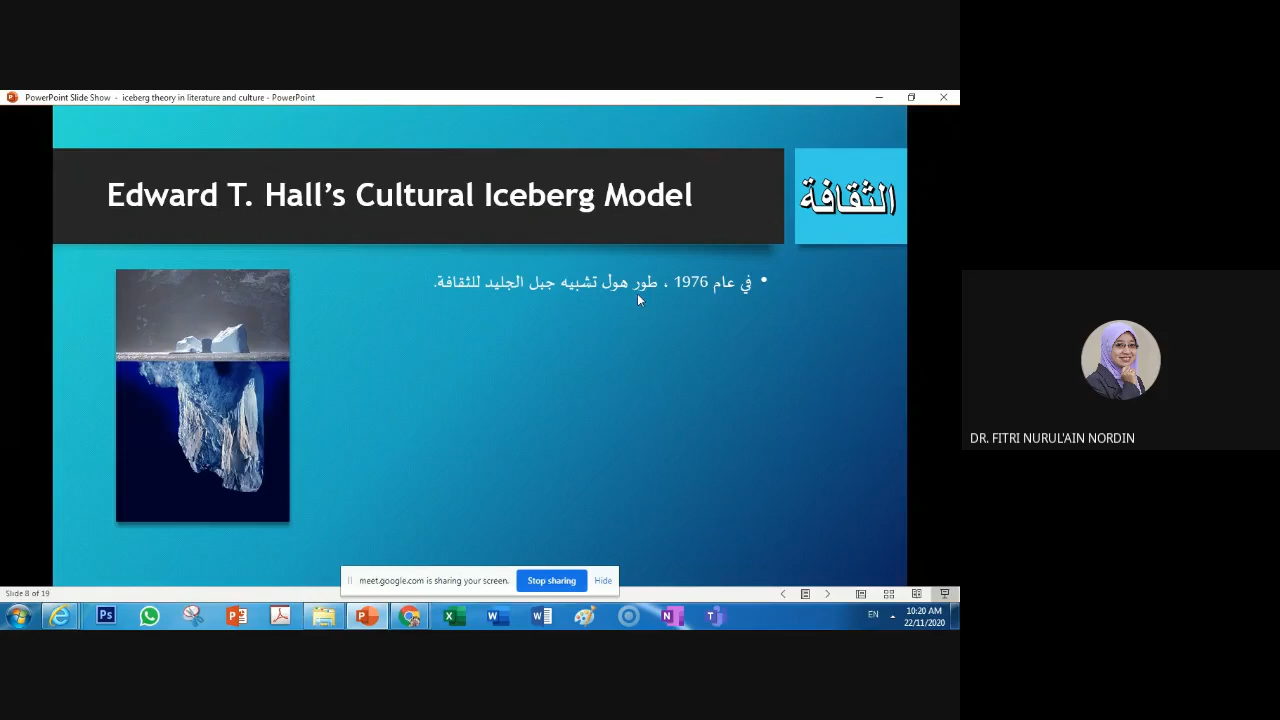 PowerPoint Slide Show - iceberg theory in literature and culture - PowerPoint
Edward T. Hall’s Cultural Iceberg Model
الثقافة
• في عام 1976 ، طور هول تشبيه جبل الجليد للثقافة.
DR. FITRI NURUL'AIN NORDIN
meet.google.com is sharing your screen.
Stop sharing
Hide
Slide 8 of 19
EN
10:20 AM
22/11/2020